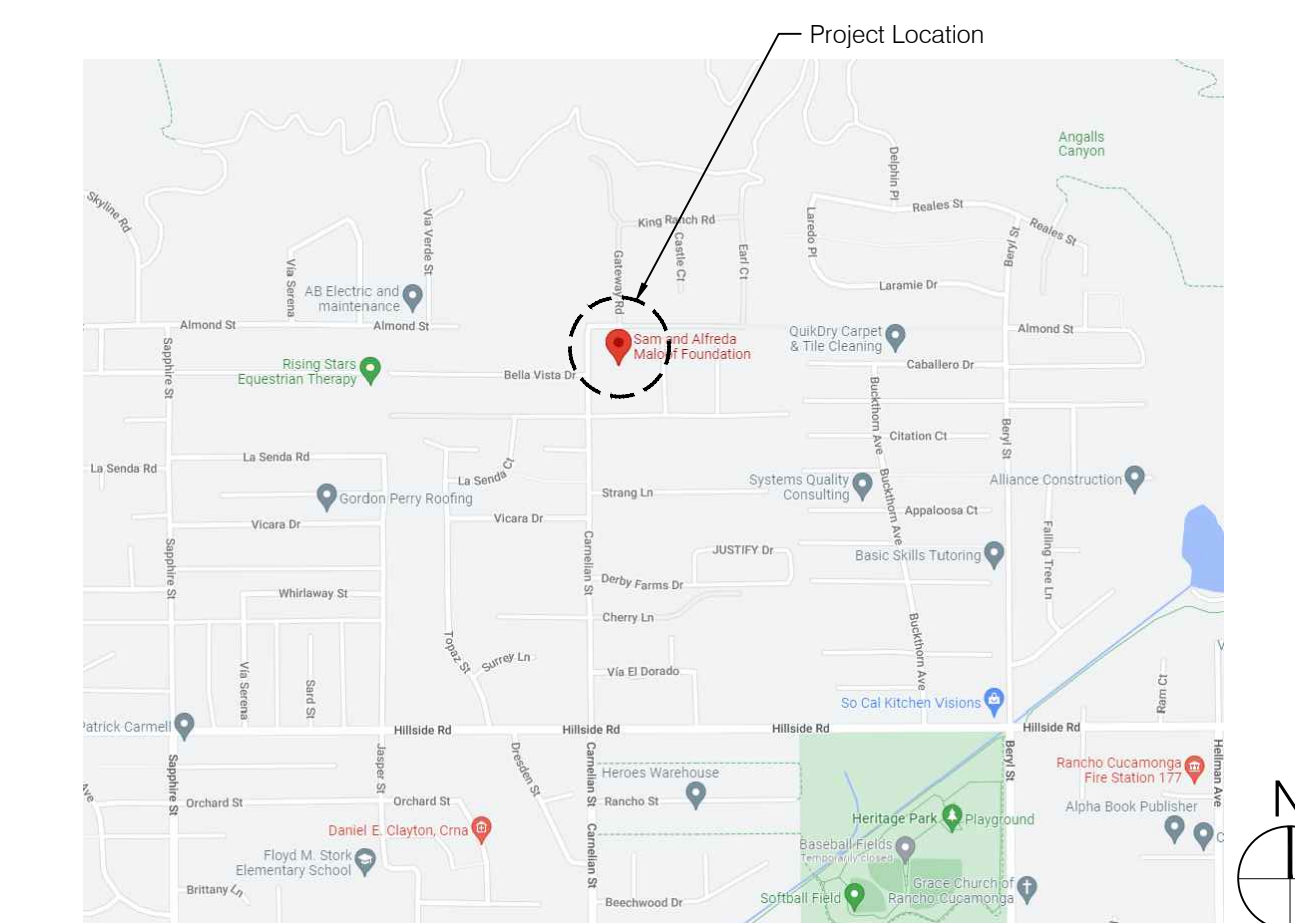 Project Location
Angalls
Canyon
Delphin Pl
Skyline Rd
Reales St
Laredo Pl
Via Verde St
King Ranch Rd
Castle Ct
Reales St
Beryl St
Via Serena
Gateway Rd
Earl Ct
AB Electric and
maintenance
Laramie Dr
Almond St
Almond St
QuikDry Carpet
& Tile Cleaning
Almond St
Sam and Alfreda
Maloof Foundation
Sapphire St
Rising Stars
Equestrian Therapy
Bella Vista Dr
Caballero Dr
Buckthorn Ave
Citation Ct
Beryl St
La Senda Rd
La Senda Rd
La Senda Ct
Systems Quality
Consulting
Alliance Construction
Gordon Perry Roofing
Strang Ln
Buckthorn Ave
Appaloosa Ct
Vicara Dr
Vicara Dr
Falling Tree Ln
Sapphire St
Carnelian St
JUSTIFY Dr
Basic Skills Tutoring
Derby Farms Dr
Whirlaway St
Cherry Ln
Topaz St
Surrey Ln
Buckthorn Ave
Vía El Dorado
Via Serena
Sard St
So Cal Kitchen Visions
Ram Ct
Patrick Carmell
Hillside Rd
Hillside Rd
Hillside Rd
Hillside Rd
Sapphire St
Jasper St
Dresden St
Carnelian St
Heroes Warehouse
Beryl St
Rancho Cucamonga
Fire Station 177
Hellman Ave
Ave
Orchard St
Orchard St
Rancho St
Alpha Book Publisher
Heritage Park
Playground
N
Daniel E. Clayton, Crna
Baseball Fields
Temporarily closed
Floyd M. Stork
Elementary School
Carnelian St
Brittany Ln
Beechwood Dr
Softball Field
Grace Church of
Rancho Cucamonga